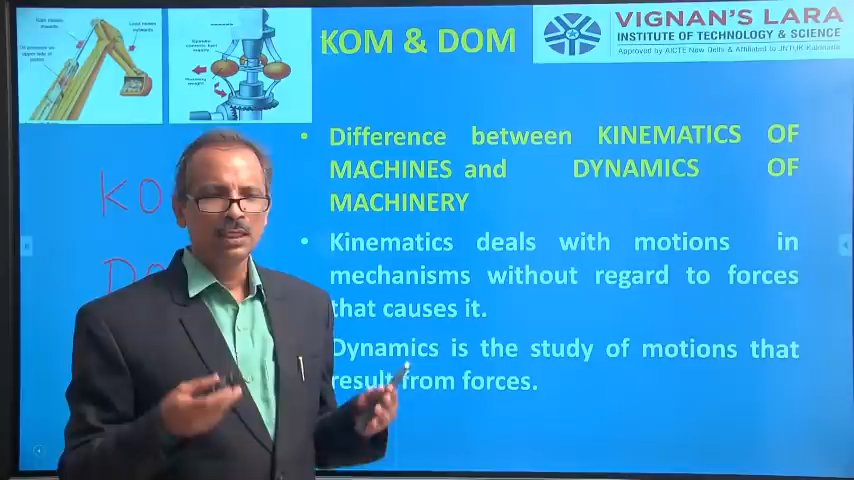 KOM & DOM
VIGNAN'S LARA
INSTITUTE OF TECHNOLOGY & SCIENCE
Approved by AICTE New Delhi & Affiliated to JNTUK Kakinada
• Difference between KINEMATICS OF
MACHINES and DYNAMICS OF
MACHINERY
KO
• Kinematics deals with motions in
mechanisms without regard to forces
that causes it.
DO
Dynamics is the study of motions that
result from forces.